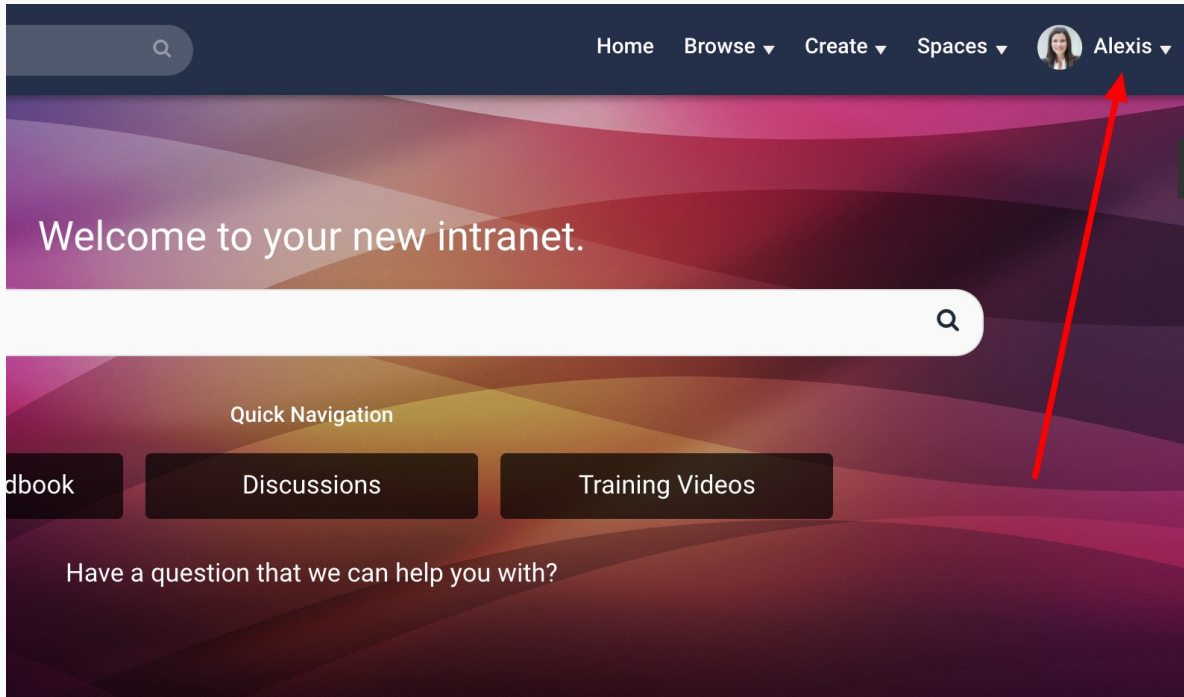 Home Browse Create Spaces Alexis
Welcome to your new intranet.
Quick Navigation
dbook Discussions Training Videos
Have a question that we can help you with?